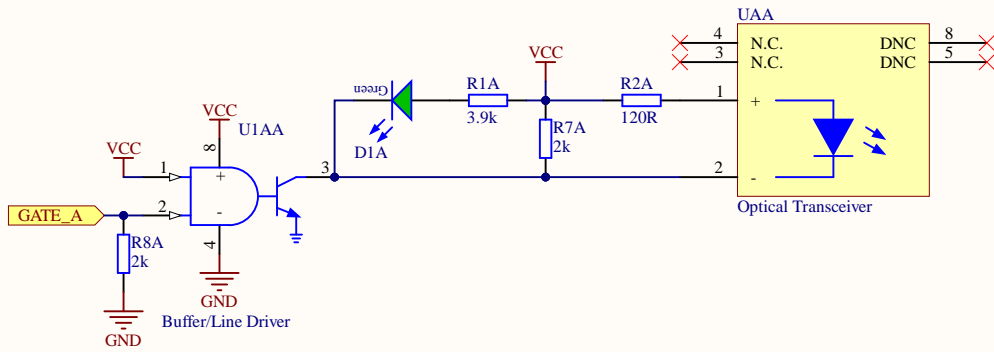 UAA
4 N.C. DNC 8
3 N.C. DNC 5
VCC
Green
R1A
3.9k
R2A
120R
1 +
D1A
R7A
2k
VCC
U1AA
8
VCC
1 +
3
2 -
Optical Transceiver
GATE_A
2 -
R8A
2k
4
GND
GND
Buffer/Line Driver